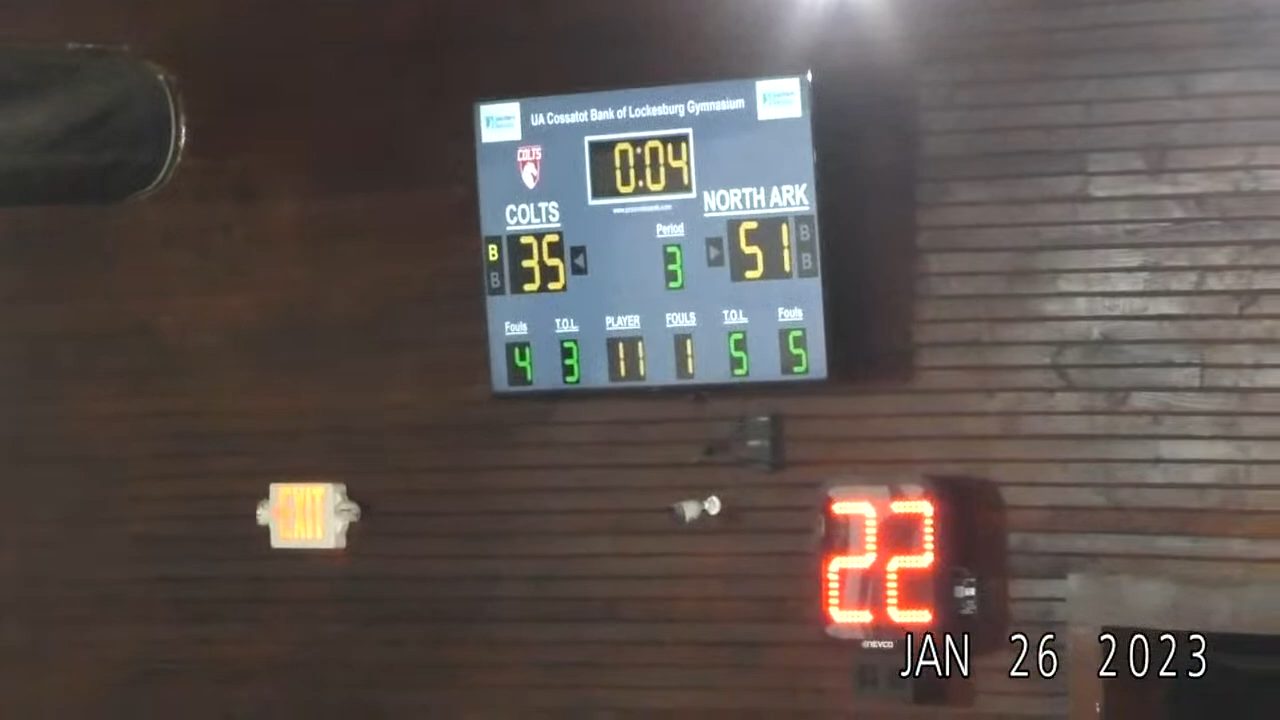 UA Cossatot Bank of Lockesburg Gymnasium
COLTS
0:04
COLTS
NORTH ARK
Period
B
B
35
3
51
B
B
Fouls
T.O.L.
PLAYER
FOULS
T.O.L.
Fouls
4
3
11
1
5
5
EXIT
22
NEVCO
JAN 26 2023